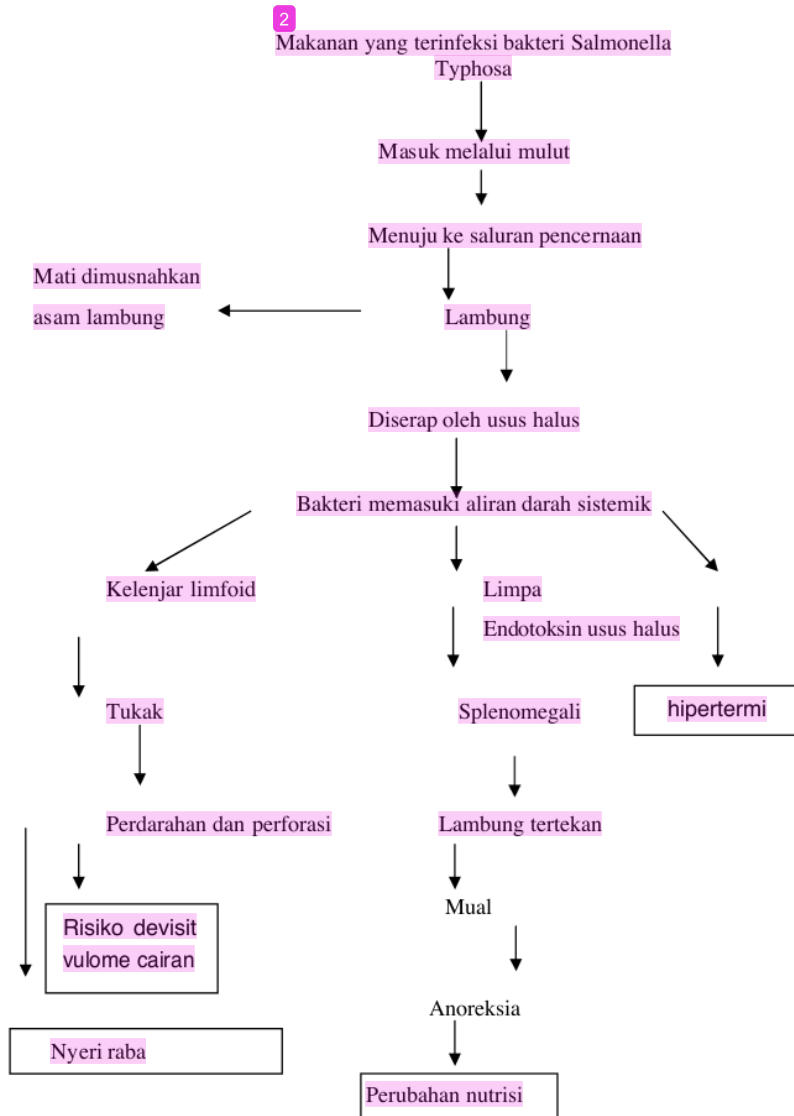 2
Makanan yang terinfeksi bakteri Salmonella
Typhosa
Masuk melalui mulut
Menuju ke saluran pencernaan
Mati dimusnahkan
asam lambung
Lambung
Diserap oleh usus halus
Bakteri memasuki aliran darah sistemik
Kelenjar limfoid
Limpa
Endotoksin usus halus
Tukak
Splenomegali
hipertermi
Perdarahan dan perforasi
Lambung tertekan
Mual
Risiko devisit
vulome cairan
Anoreksia
Nyeri raba
Perubahan nutrisi